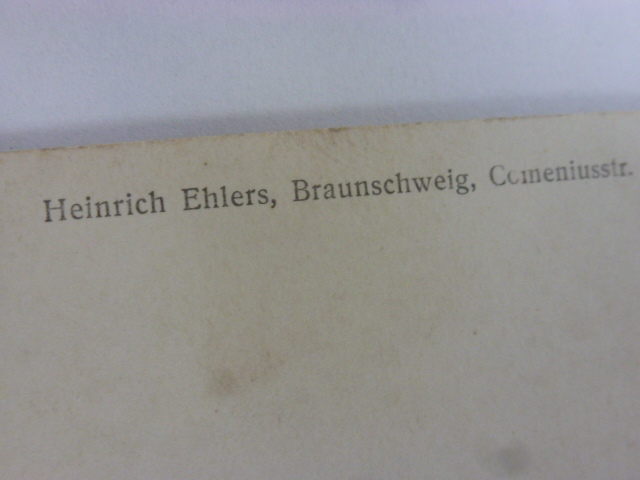 Heinrich Ehlers, Braunschweig, Comeniusstr.